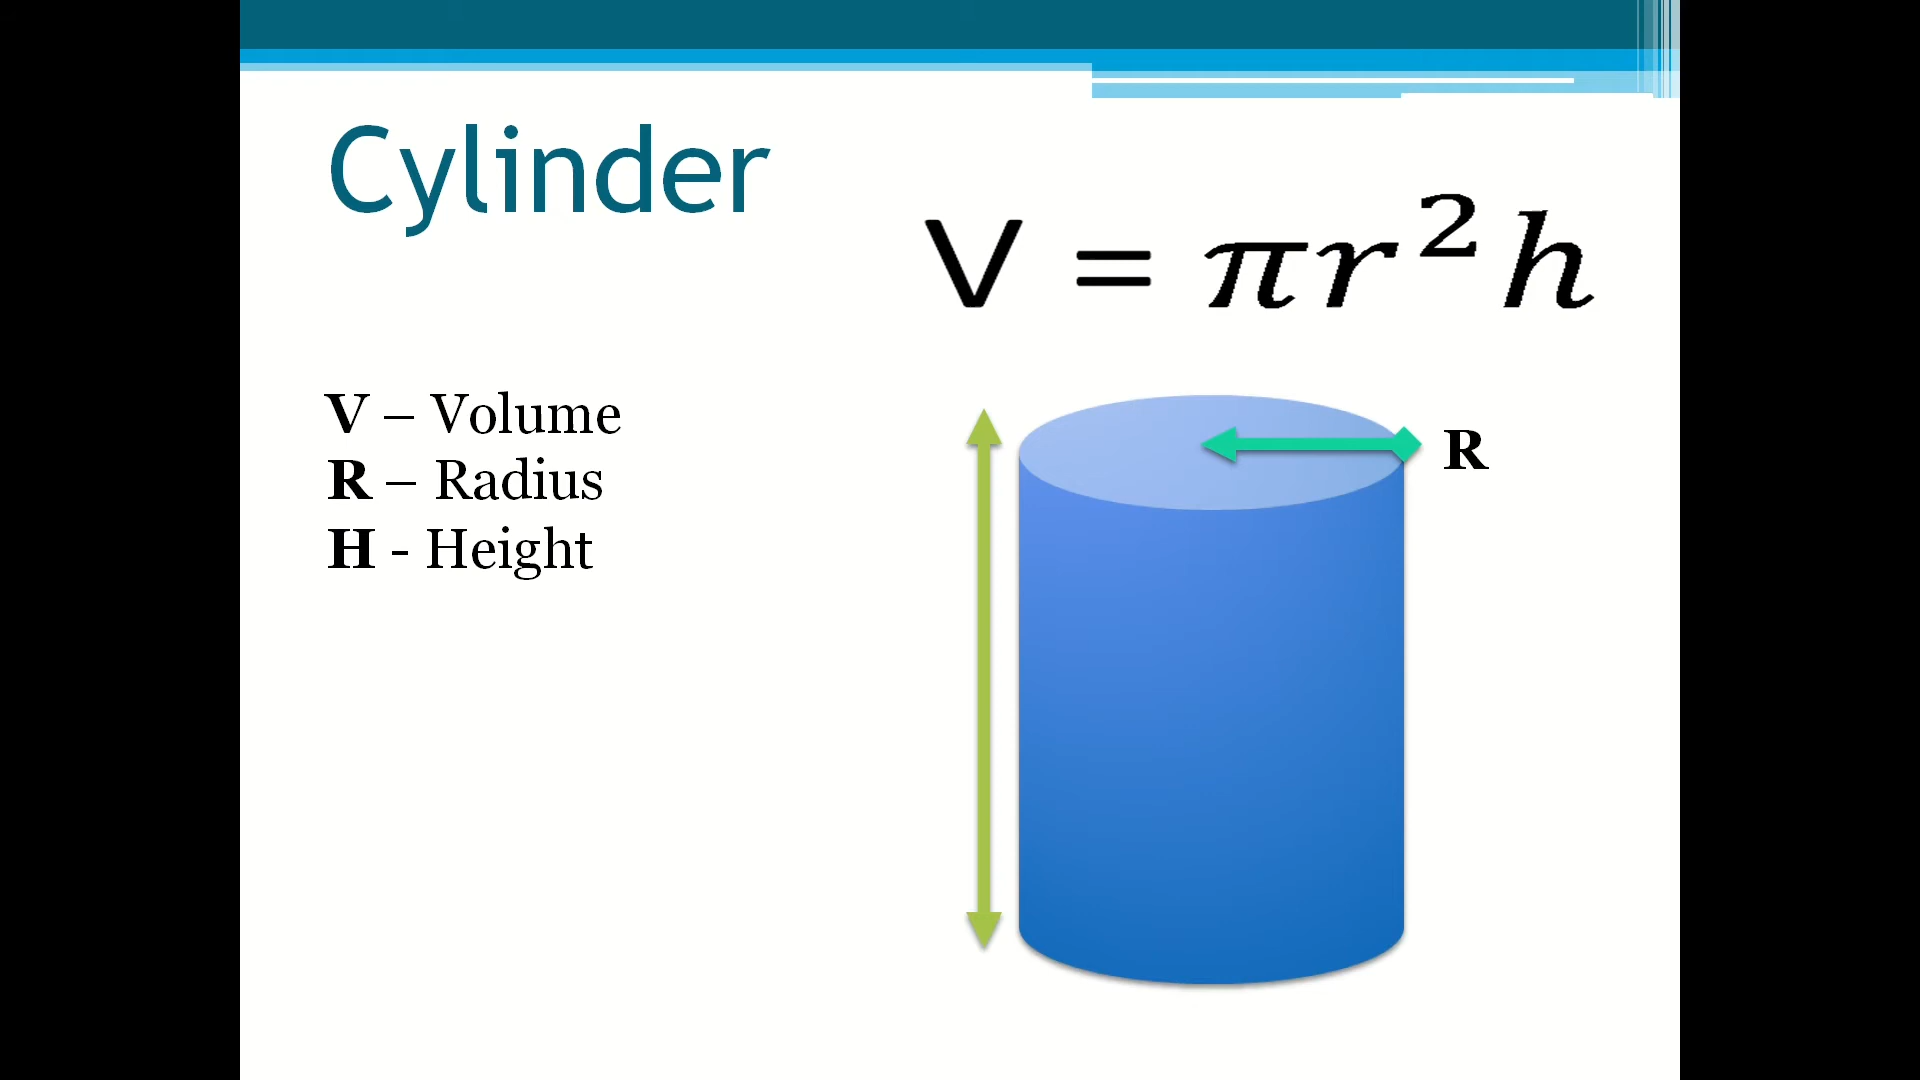 Cylinder
V = πr²h
V – Volume
R – Radius
H - Height
R